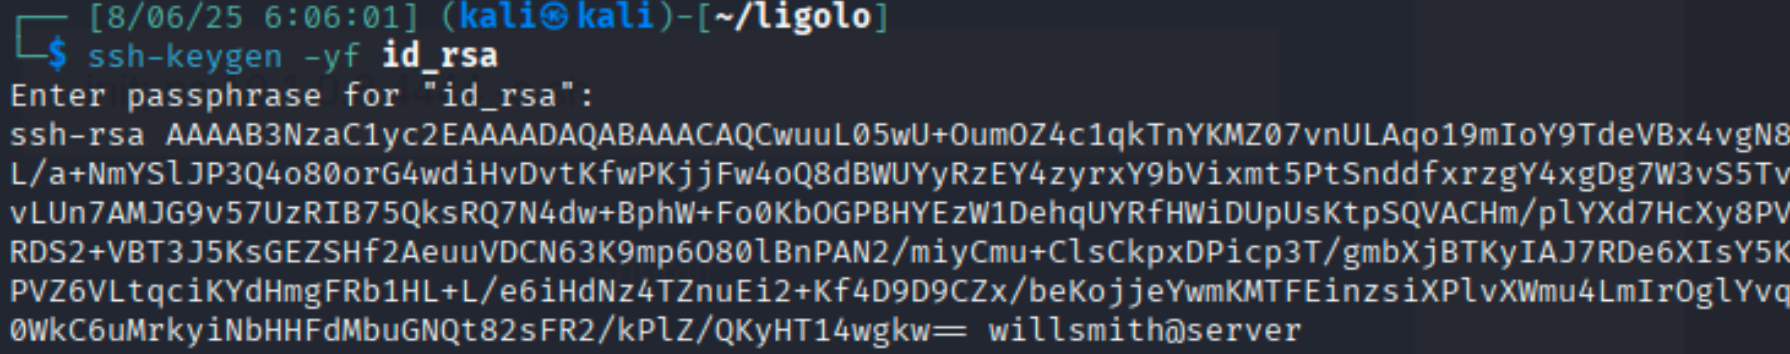 [8/06/25 6:06:01] (kali㉿kali)-[~/ligolo]
$ ssh-keygen -yf id_rsa
Enter passphrase for "id_rsa":
ssh-rsa AAAAB3NzaC1yc2EAAAADAQABAAACAQCwuuL05wU+OumOZ4c1qkTnYKMZ07vnULAqo19mIoY9TdeVBx4vgN8
L/a+NmYSlJP3Q4o80orG4wdiHvDvtKfwPKjjFw4oQ8dBWUYyRzEY4zyrxY9bVixmt5PtSnddfxrzgY4xgDg7W3vS5Tv
vLUn7AMJG9v57UzRIB75QksRQ7N4dw+BphW+Fo0KbOGPBHYEzW1DehqUYRfHWiDUpUsKtpSQVACHm/plYXd7HcXy8PV
RDS2+VBT3J5KsGEZSHf2AeuuVDCN63K9mp6O80lBnPAN2/miyCmu+ClsCkpxDPicp3T/gmbXjBTKyIAJ7RDe6XIsY5K
PVZ6VLtqciKYdHmgFRb1HL+L/e6iHdNz4TZnuEi2+Kf4D9D9CZx/beKojjeYwmKMTFEinzsiXPlvXWmu4LmIrOglYvq
0WkC6uMrkyiNbHHFdMbuGNQt82sFR2/kPlZ/QKyHT14wgkw== willsmith@server